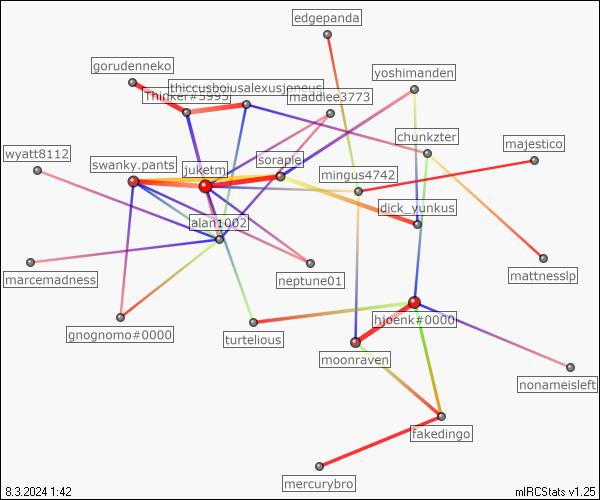 edgepanda
gorudenneko
yoshimanden
thiccusboiusalexusjoneus
Thinker#5995
maddiee3773
chunkzter
majestico
wyatt8112
swanky.pants
juketm
sorapie
mingus4742
dick_yunkus
alan1002
marcemadness
neptune01
mattnesslp
gnognomo#0000
turtelious
hjoenk#0000
moonraven
nonameisleft
fakedingo
mercurybro
8.3.2024 1:42
mIRCStats v1.25